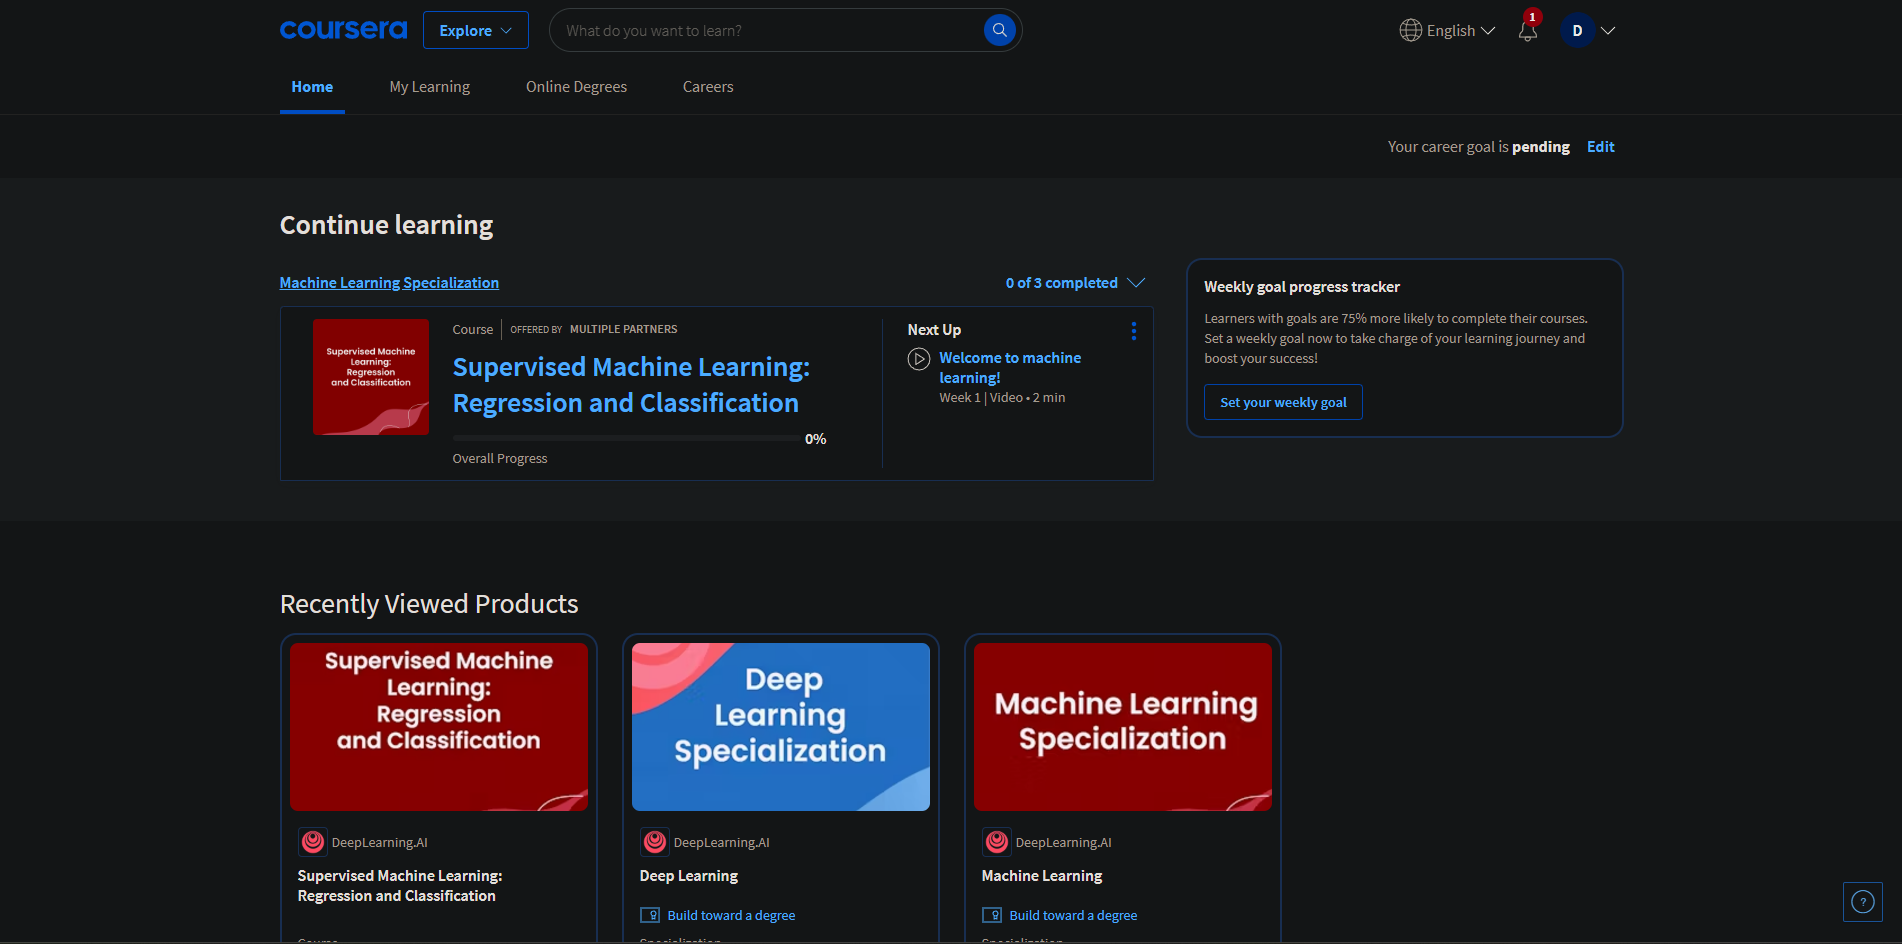 coursera
Explore
What do you want to learn?
English
1
D
Home
My Learning
Online Degrees
Careers
Your career goal is pending
Edit
Continue learning
Machine Learning Specialization
0 of 3 completed
Supervised Machine
Learning:
Regression
and Classification
Course
OFFERED BY MULTIPLE PARTNERS
Supervised Machine Learning:
Regression and Classification
0%
Overall Progress
Next Up
Welcome to machine
learning!
Week 1 | Video • 2 min
Weekly goal progress tracker
Learners with goals are 75% more likely to complete their courses.
Set a weekly goal now to take charge of your learning journey and
boost your success!
Set your weekly goal
Recently Viewed Products
Supervised Machine
Learning:
Regression
and Classification
DeepLearning.AI
Supervised Machine Learning:
Regression and Classification
Deep
Learning
Specialization
DeepLearning.AI
Deep Learning
Build toward a degree
Machine Learning
Specialization
DeepLearning.AI
Machine Learning
Build toward a degree
?